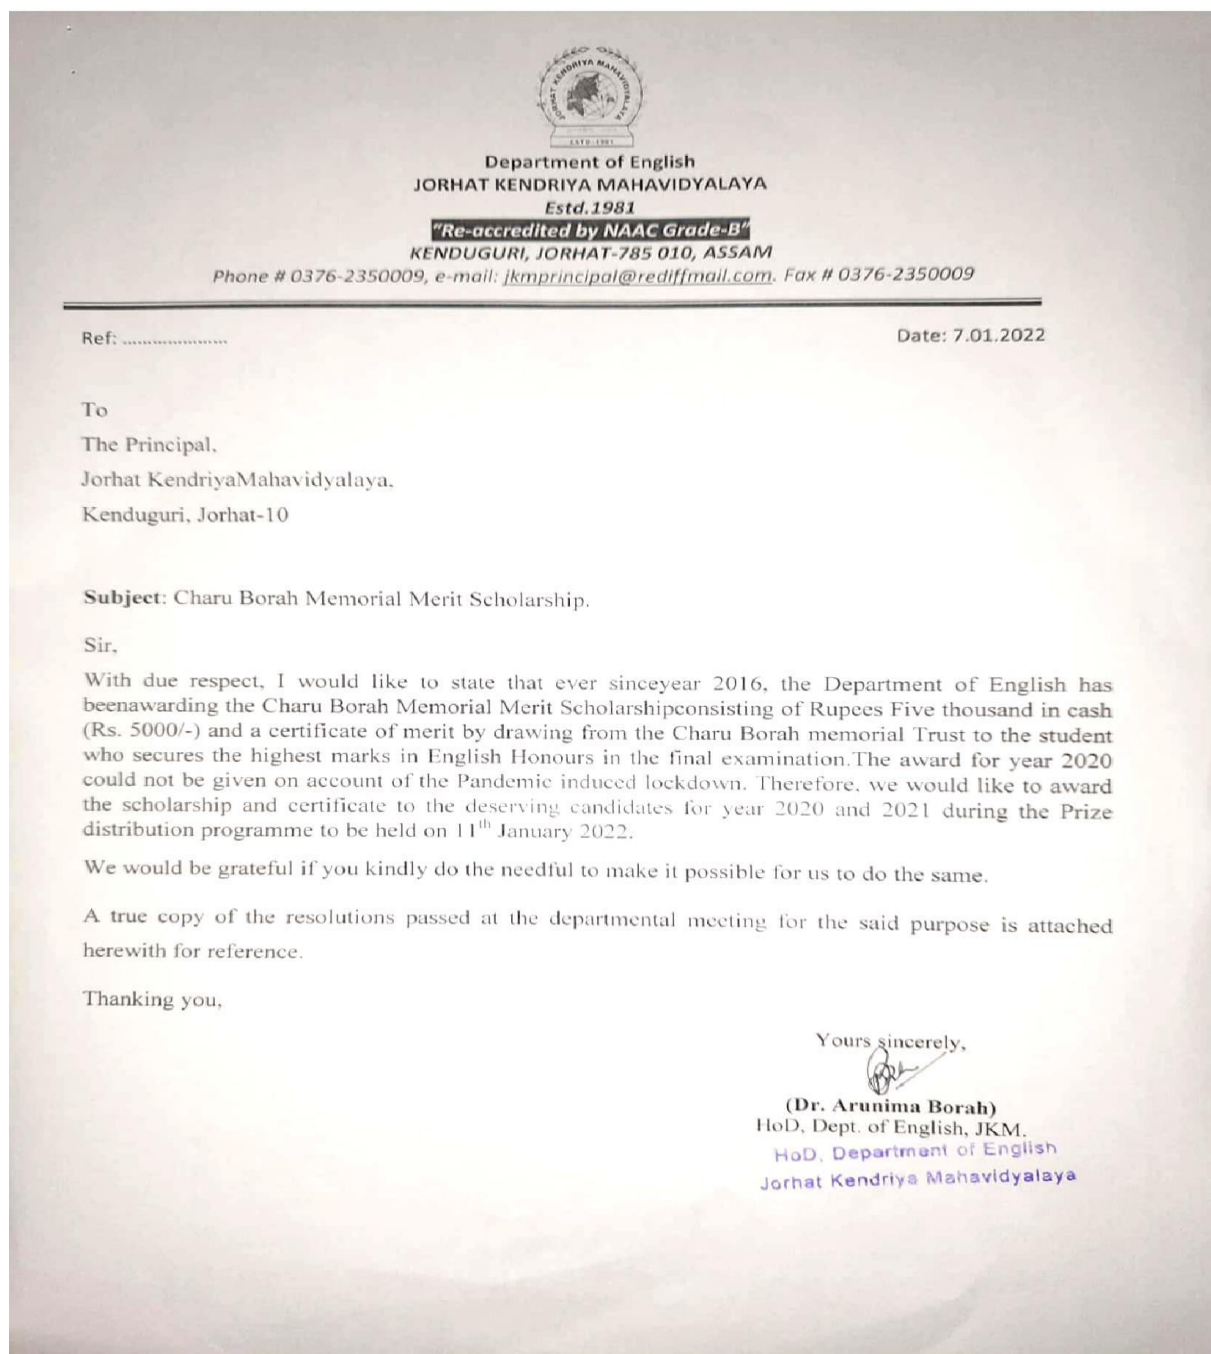 JORHAT KENDRIYA MAHAVIDYALAYA
ESTD-1981
Department of English
JORHAT KENDRIYA MAHAVIDYALAYA
Estd.1981
"Re-accredited by NAAC Grade-B"
KENDUGURI, JORHAT-785 010, ASSAM
Phone # 0376-2350009, e-mail: jkmprincipal@rediffmail.com. Fax # 0376-2350009
Ref: ..................... Date: 7.01.2022
To
The Principal,
Jorhat KendriyaMahavidyalaya,
Kenduguri, Jorhat-10
Subject: Charu Borah Memorial Merit Scholarship.
Sir,
With due respect, I would like to state that ever sinceyear 2016, the Department of English has
beenawarding the Charu Borah Memorial Merit Scholarshipconsisting of Rupees Five thousand in cash
(Rs. 5000/-) and a certificate of merit by drawing from the Charu Borah memorial Trust to the student
who secures the highest marks in English Honours in the final examination.The award for year 2020
could not be given on account of the Pandemic induced lockdown. Therefore, we would like to award
the scholarship and certificate to the deserving candidates for year 2020 and 2021 during the Prize
distribution programme to be held on 11th January 2022.
We would be grateful if you kindly do the needful to make it possible for us to do the same.
A true copy of the resolutions passed at the departmental meeting for the said purpose is attached
herewith for reference.
Thanking you,
Yours sincerely,
(Dr. Arunima Borah)
HoD, Dept. of English, JKM.
HoD, Department of English
Jorhat Kendriya Mahavidyalaya